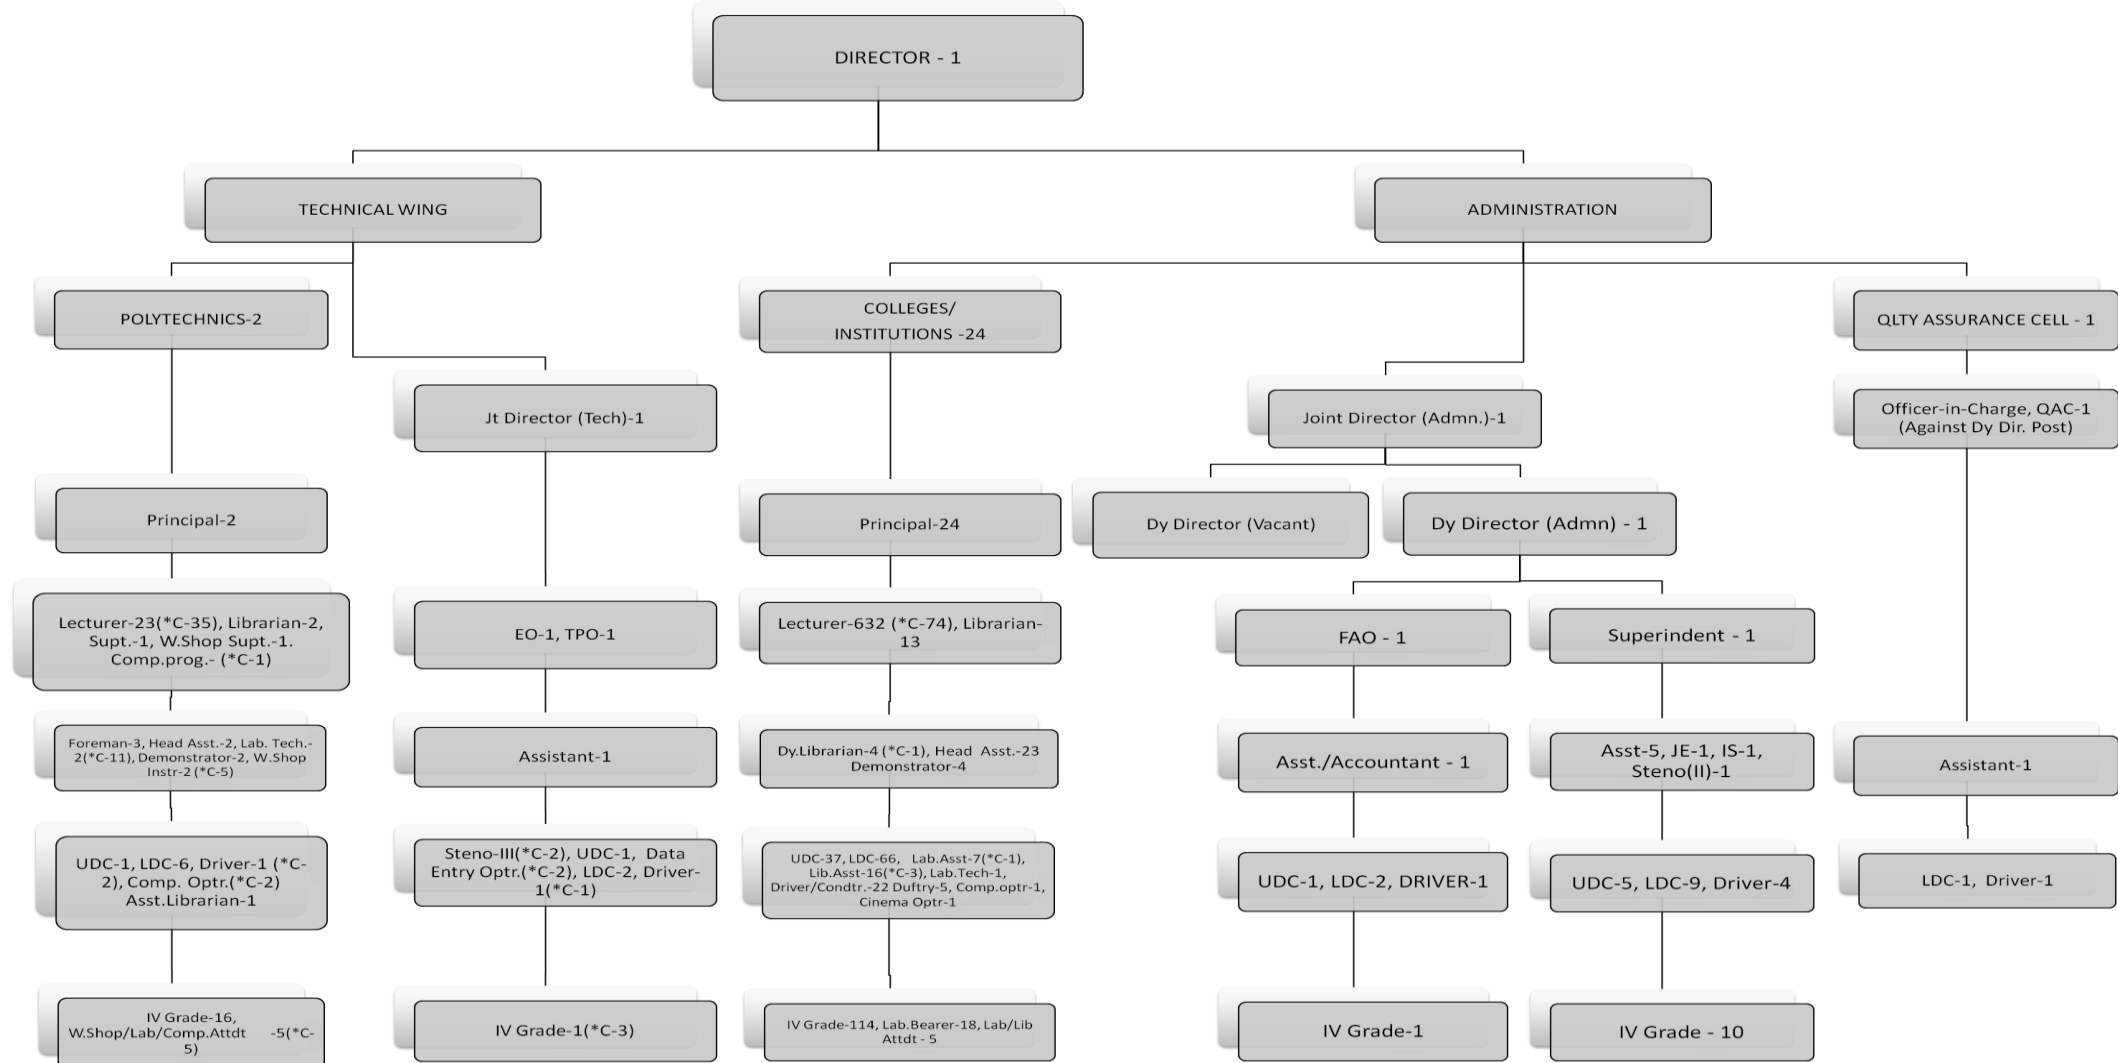 DIRECTOR - 1
TECHNICAL WING
ADMINISTRATION
POLYTECHNICS-2
COLLEGES/
INSTITUTIONS -24
QLTY ASSURANCE CELL - 1
Jt Director (Tech)-1
Joint Director (Admn.)-1
Officer-in-Charge, QAC-1
(Against Dy Dir. Post)
Principal-2
Principal-24
Dy Director (Vacant)
Dy Director (Admn) - 1
Lecturer-23(*C-35), Librarian-2,
Supt.-1, W.Shop Supt.-1.
Comp.prog.- (*C-1)
EO-1, TPO-1
Lecturer-632 (*C-74), Librarian-
13
FAO - 1
Superindent - 1
Foreman-3, Head Asst.-2, Lab. Tech.-
2(*C-11), Demonstrator-2, W.Shop
Instr-2 (*C-5)
Assistant-1
Dy.Librarian-4 (*C-1), Head Asst.-23
Demonstrator-4
Asst./Accountant - 1
Asst-5, JE-1, IS-1,
Steno(II)-1
Assistant-1
UDC-1, LDC-6, Driver-1 (*C-
2), Comp. Optr.(*C-2)
Asst.Librarian-1
Steno-III(*C-2), UDC-1, Data
Entry Optr.(*C-2), LDC-2, Driver-
1(*C-1)
UDC-37, LDC-66, Lab.Asst-7(*C-1),
Lib.Asst-16(*C-3), Lab.Tech-1,
Driver/Condtr.-22 Duftry-5, Comp.optr-1,
Cinema Optr-1
UDC-1, LDC-2, DRIVER-1
UDC-5, LDC-9, Driver-4
LDC-1, Driver-1
IV Grade-16,
W.Shop/Lab/Comp.Attdt -5(*C-
5)
IV Grade-1(*C-3)
IV Grade-114, Lab.Bearer-18, Lab/Lib
Attdt - 5
IV Grade-1
IV Grade - 10